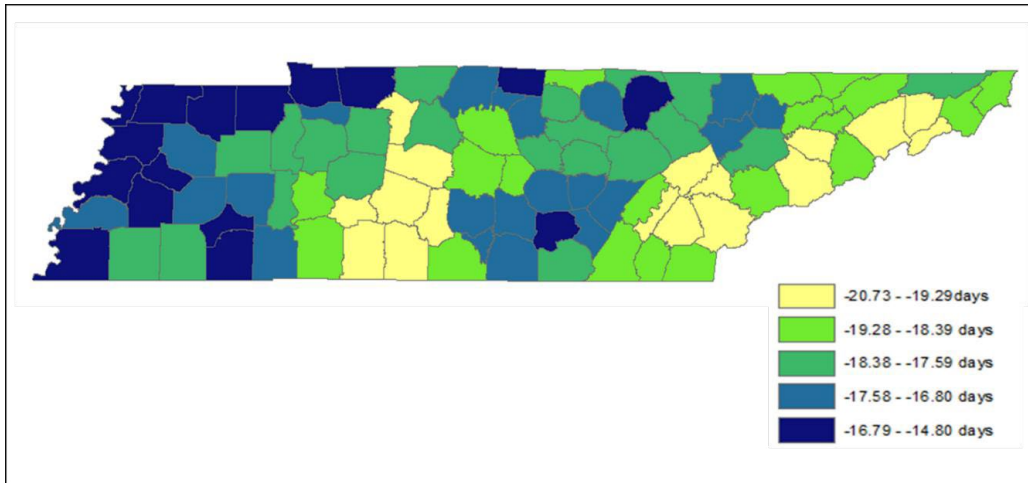 -20.73 - -19.29days
-19.28 - -18.39 days
-18.38 - -17.59 days
-17.58 - -16.80 days
-16.79 - -14.80 days